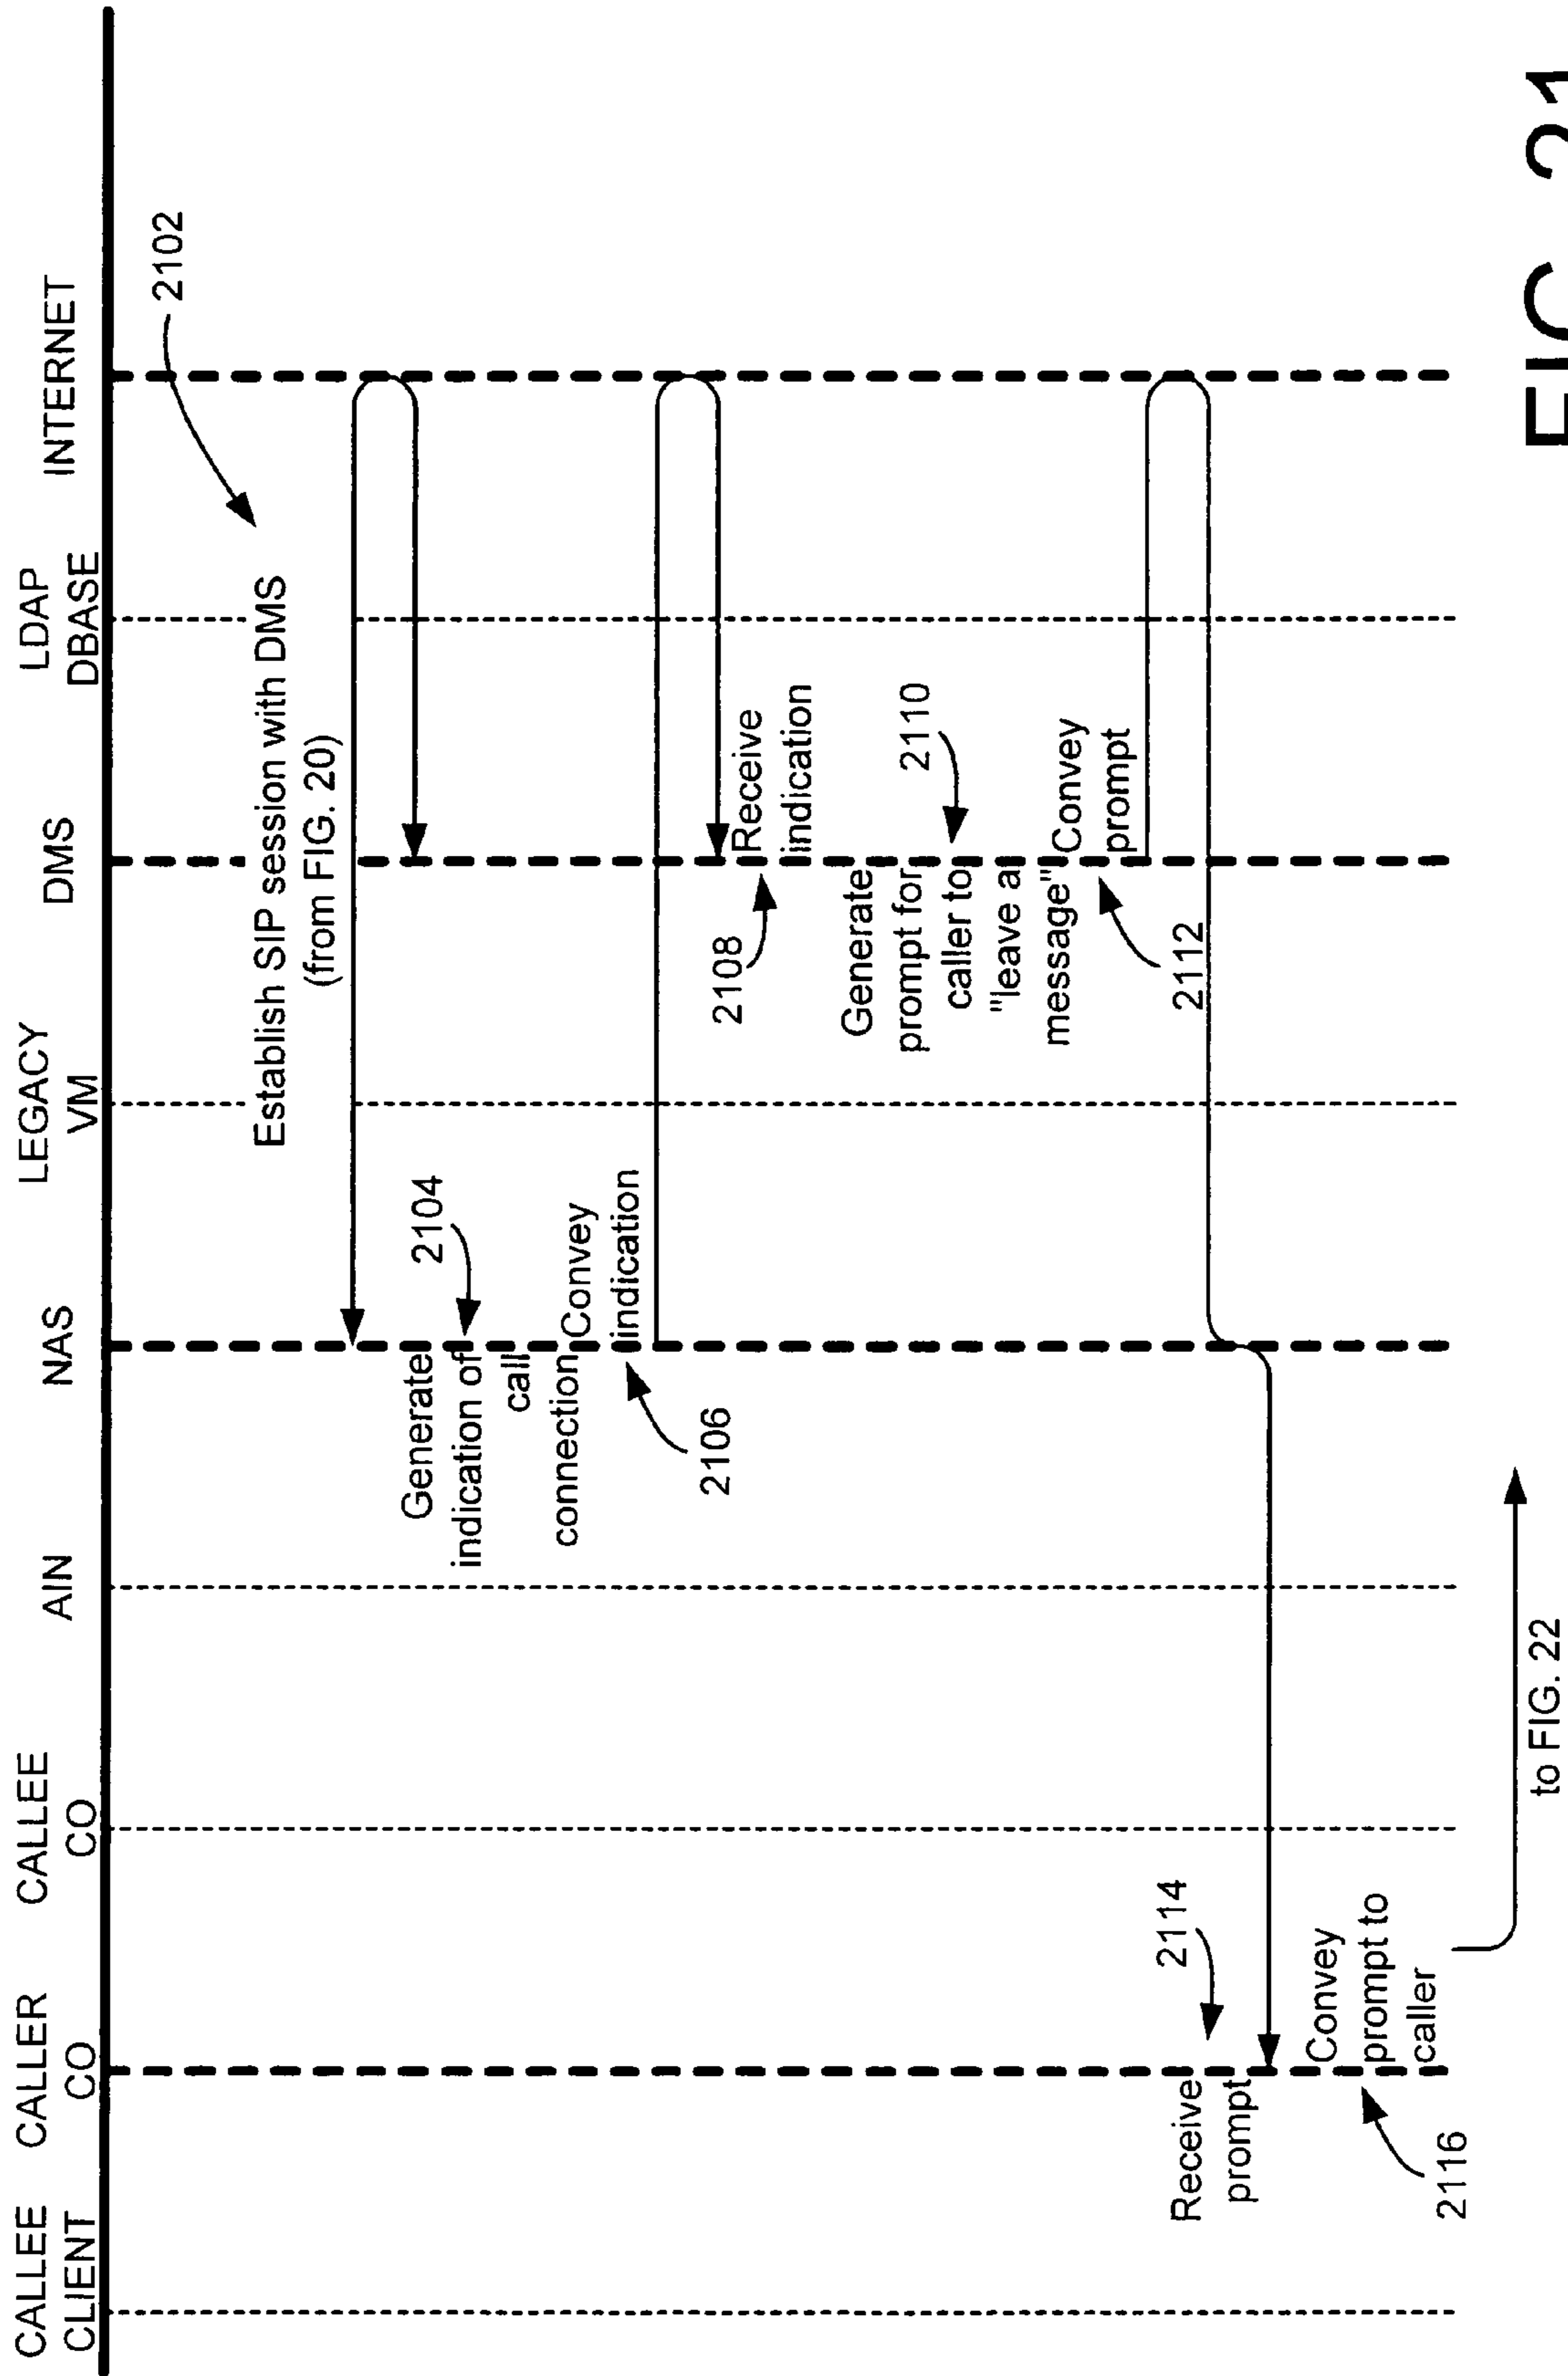 CALLEE
CLIENT
CALLER
CO
CALLEE
CO
AIN
NAS
LEGACY
VM
DMS
LDAP
DBASE
INTERNET
2102
Establish SIP session with DMS
(from FIG. 20)
2104
Generate
indication of
call
connection
Convey
indication
2106
Receive
indication
2108
Generate
prompt for
caller to
"leave a
message"
2110
Convey
prompt
2112
2114
Receive
prompt
Convey
prompt to
caller
2116
to FIG. 22
FIG. 21